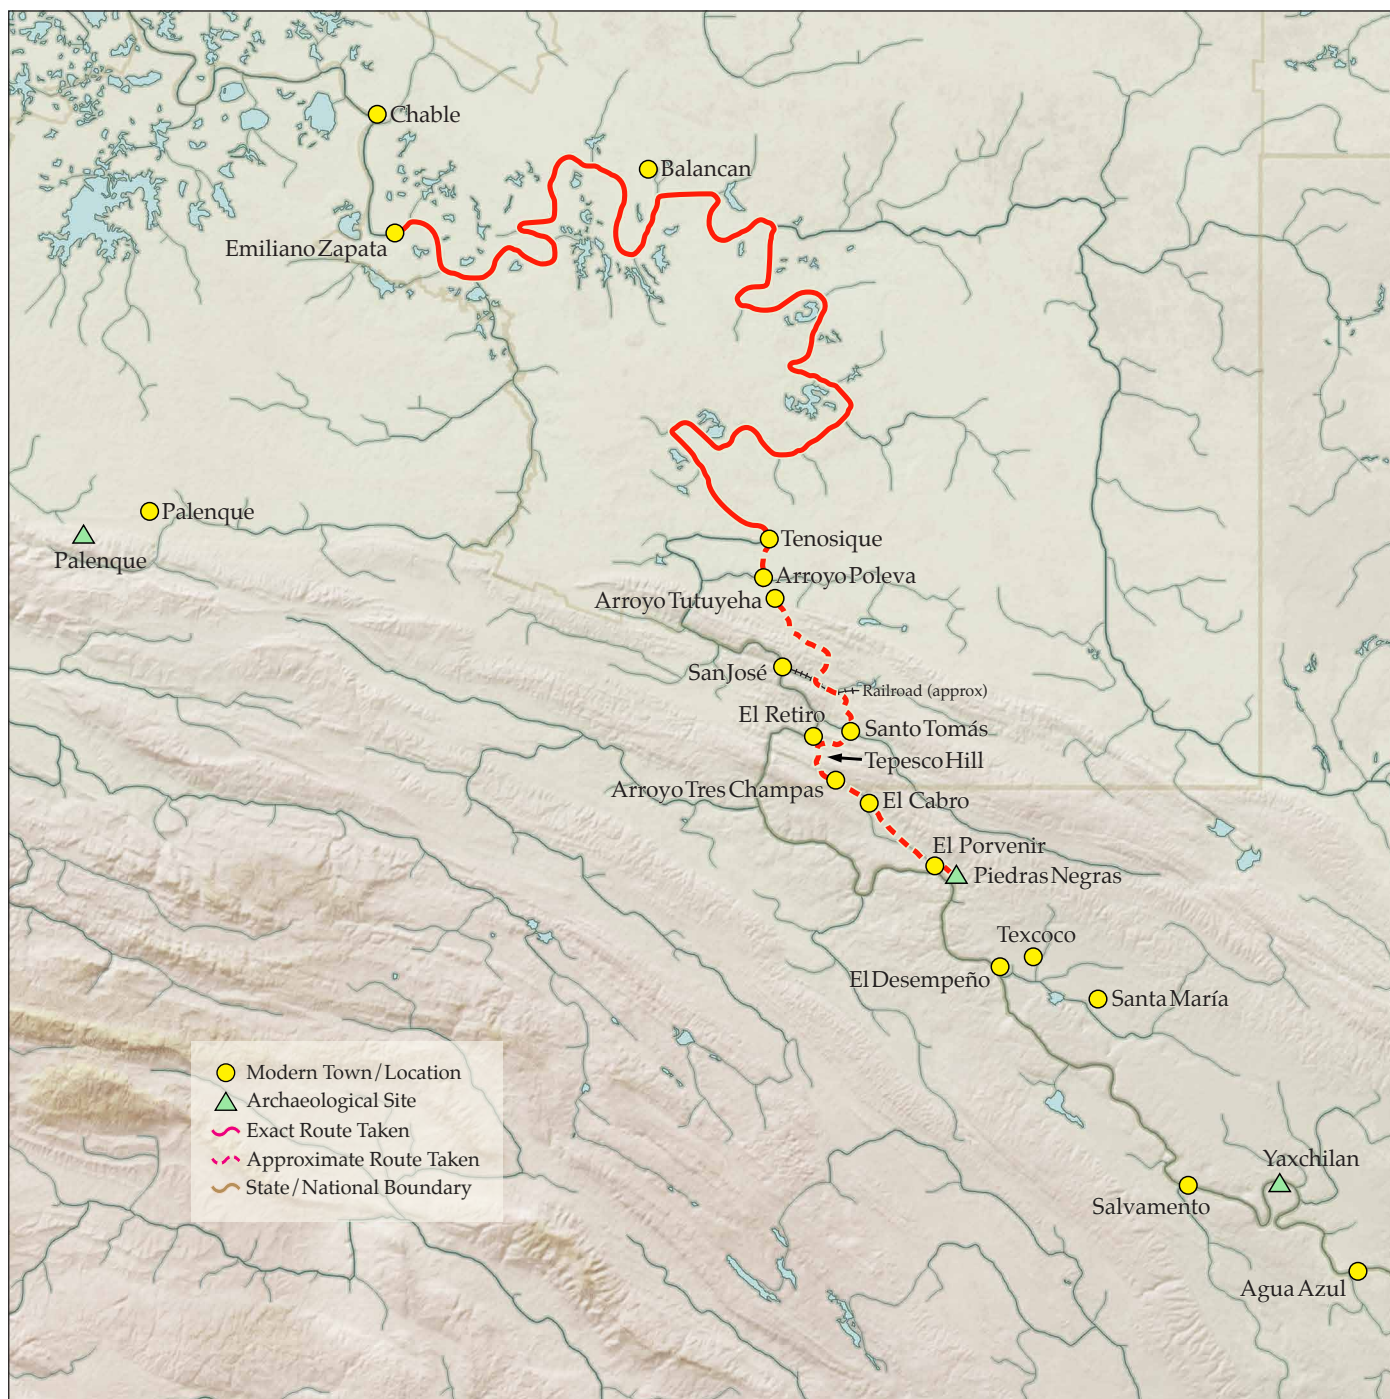 Chable
Balancan
Emiliano Zapata
Palenque
Palenque
Tenosique
Arroyo Poleva
Arroyo Tutuyeha
San José
Railroad (approx)
El Retiro
Santo Tomás
Tepesco Hill
Arroyo Tres Champas
El Cabro
El Porvenir
Piedras Negras
Texcoco
El Desempeño
Santa María
Modern Town/Location
Archaeological Site
Exact Route Taken
Approximate Route Taken
State/National Boundary
Yaxchilan
Salvamento
Agua Azul